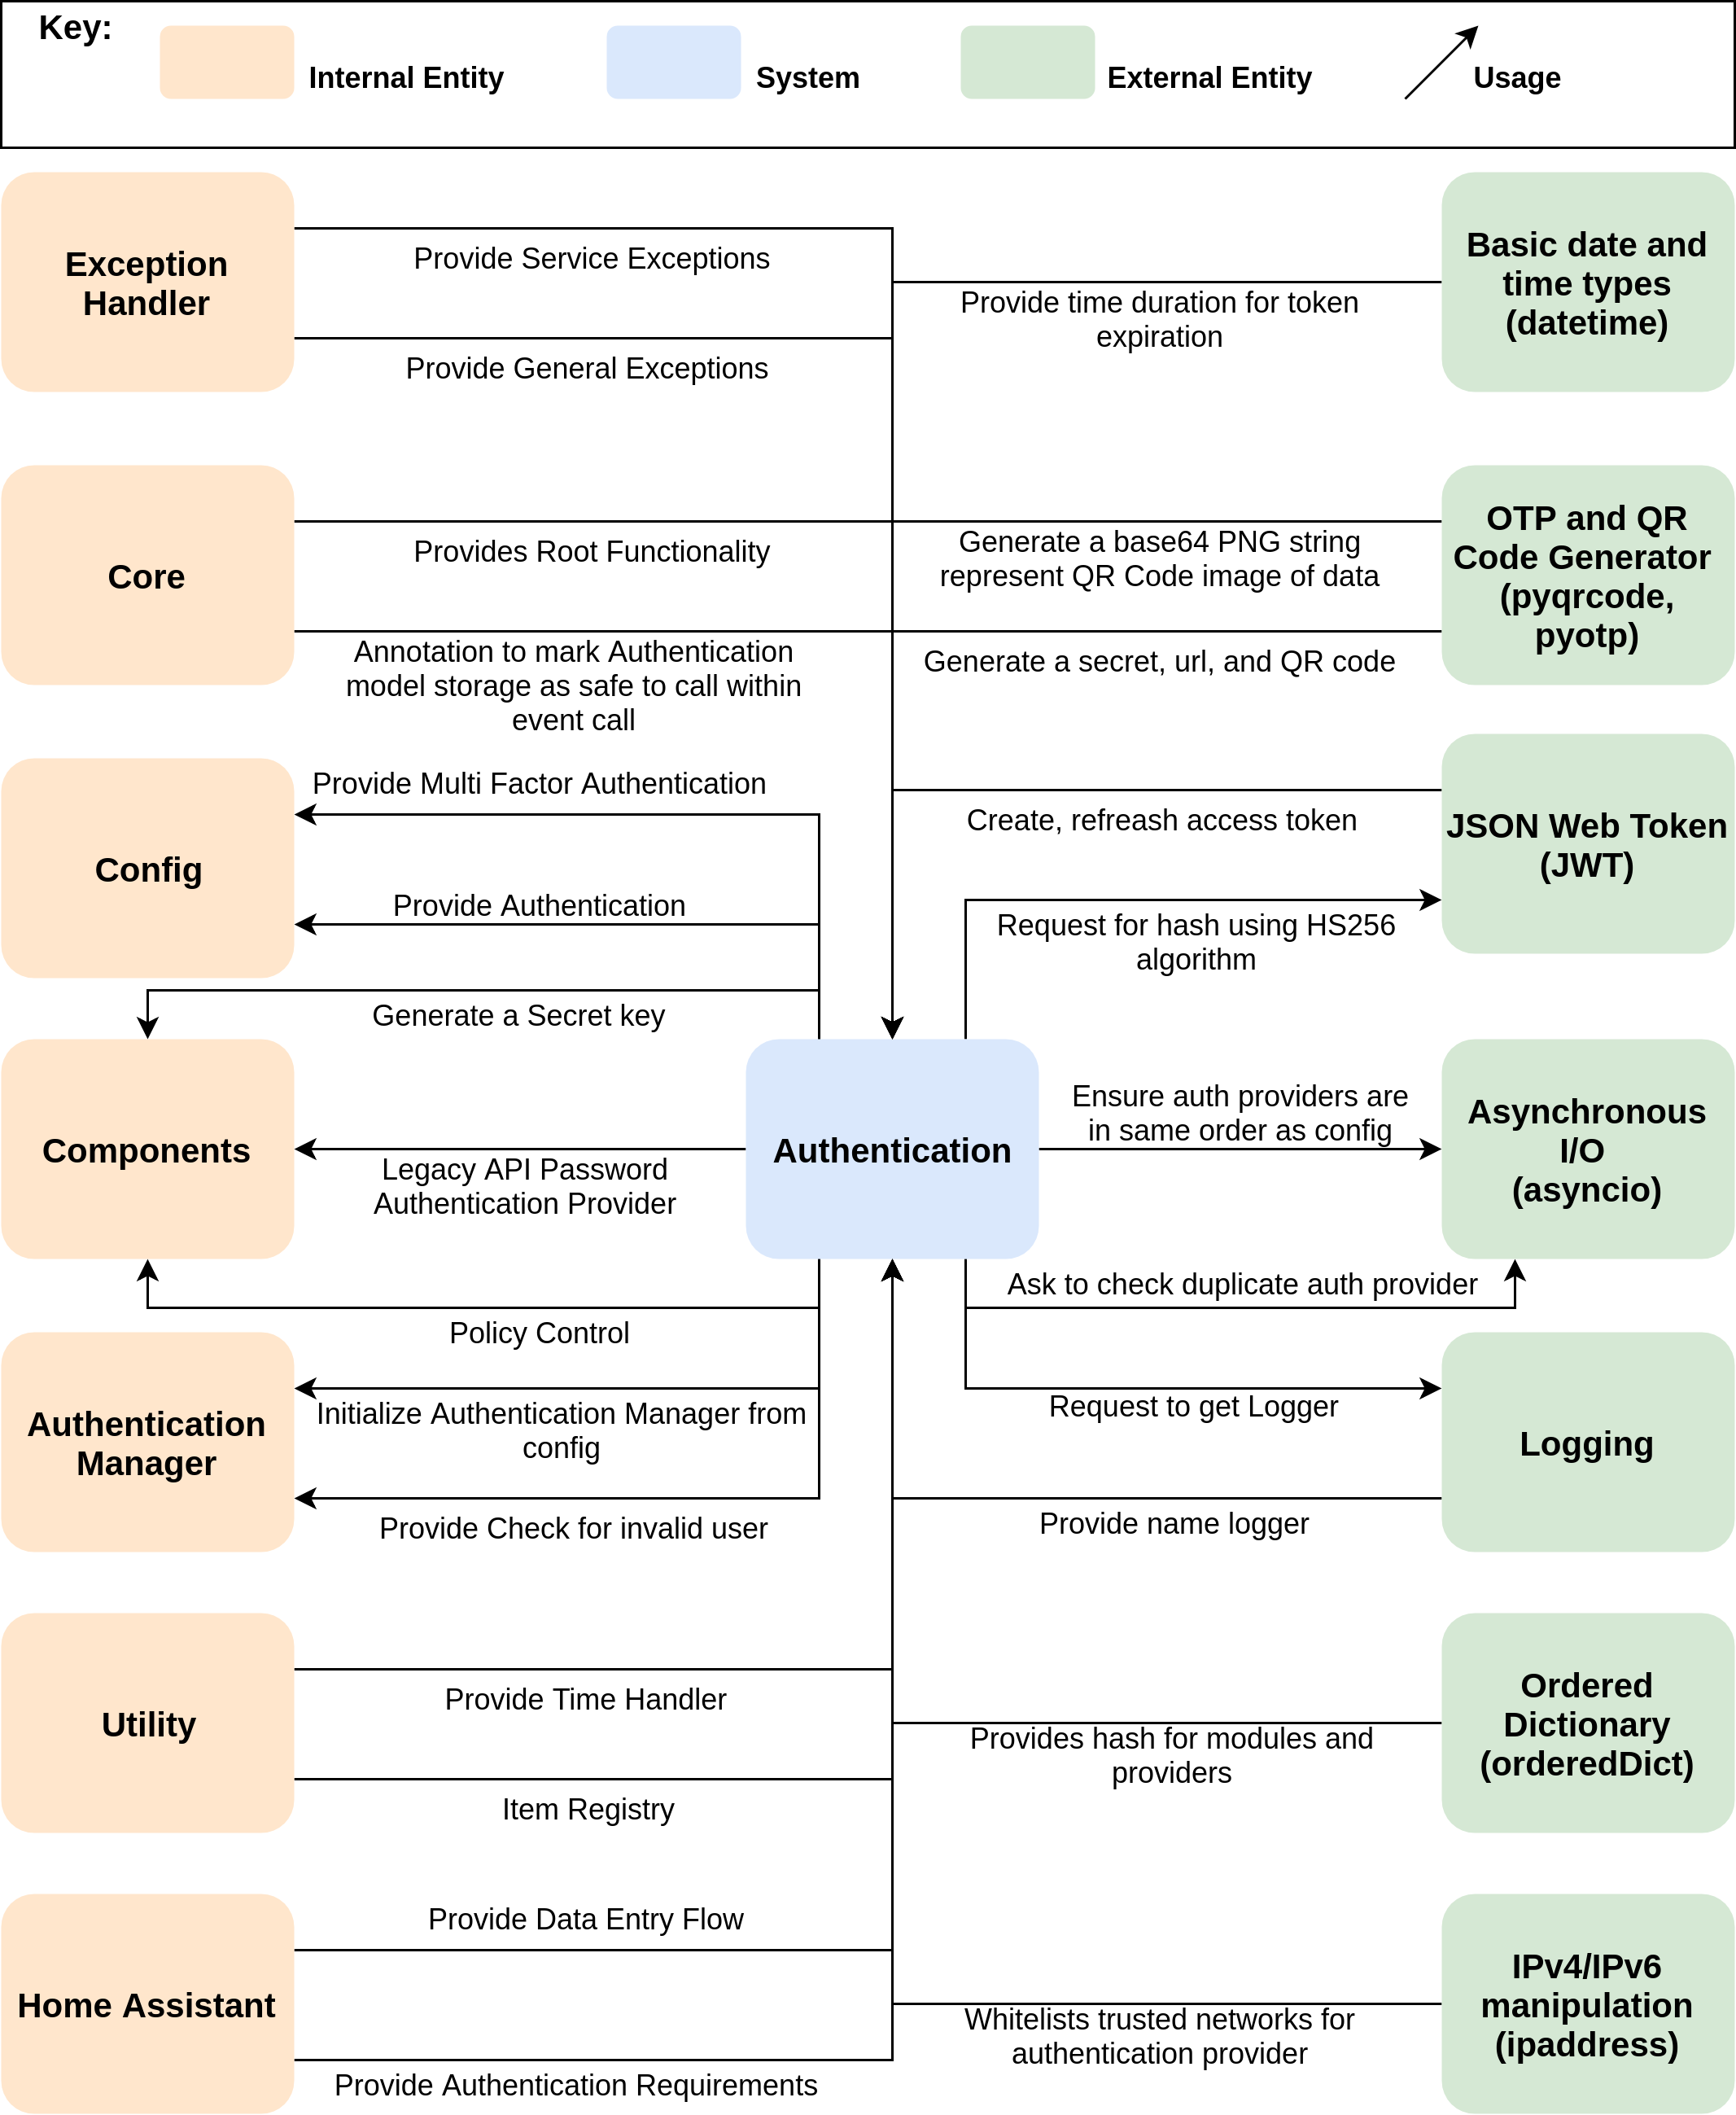 Key:
Internal Entity
System
External Entity
Usage
Exception
Handler
Provide Service Exceptions
Provide General Exceptions
Provide time duration for token
expiration
Basic date and
time types
(datetime)
Core
Provides Root Functionality
Annotation to mark Authentication
model storage as safe to call within
event call
Generate a base64 PNG string
represent QR Code image of data
Generate a secret, url, and QR code
OTP and QR
Code Generator
(pyqrcode,
pyotp)
Config
Provide Multi Factor Authentication
Provide Authentication
Generate a Secret key
Create, refreash access token
Request for hash using HS256
algorithm
JSON Web Token
(JWT)
Components
Legacy API Password
Authentication Provider
Policy Control
Authentication
Ensure auth providers are
in same order as config
Ask to check duplicate auth provider
Asynchronous
I/O
(asyncio)
Authentication
Manager
Initialize Authentication Manager from
config
Provide Check for invalid user
Request to get Logger
Provide name logger
Logging
Utility
Provide Time Handler
Item Registry
Provides hash for modules and
providers
Ordered
Dictionary
(orderedDict)
Home Assistant
Provide Data Entry Flow
Provide Authentication Requirements
Whitelists trusted networks for
authentication provider
IPv4/IPv6
manipulation
(ipaddress)